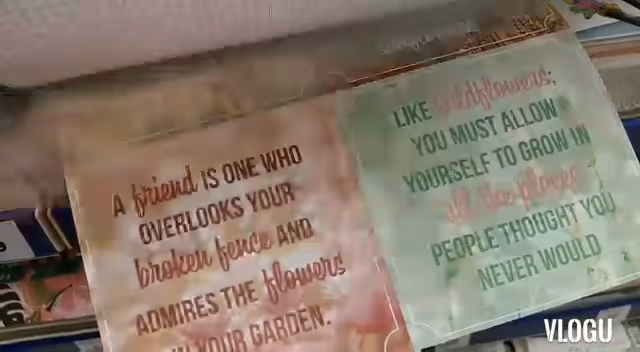 A friend IS ONE WHO
OVERLOOKS YOUR
broken fence AND
ADMIRES THE flowers
IN YOUR GARDEN.
LIKE wildflowers;
YOU MUST ALLOW
YOURSELF TO GROW IN
all the places
PEOPLE THOUGHT YOU
NEVER WOULD
VLOGU